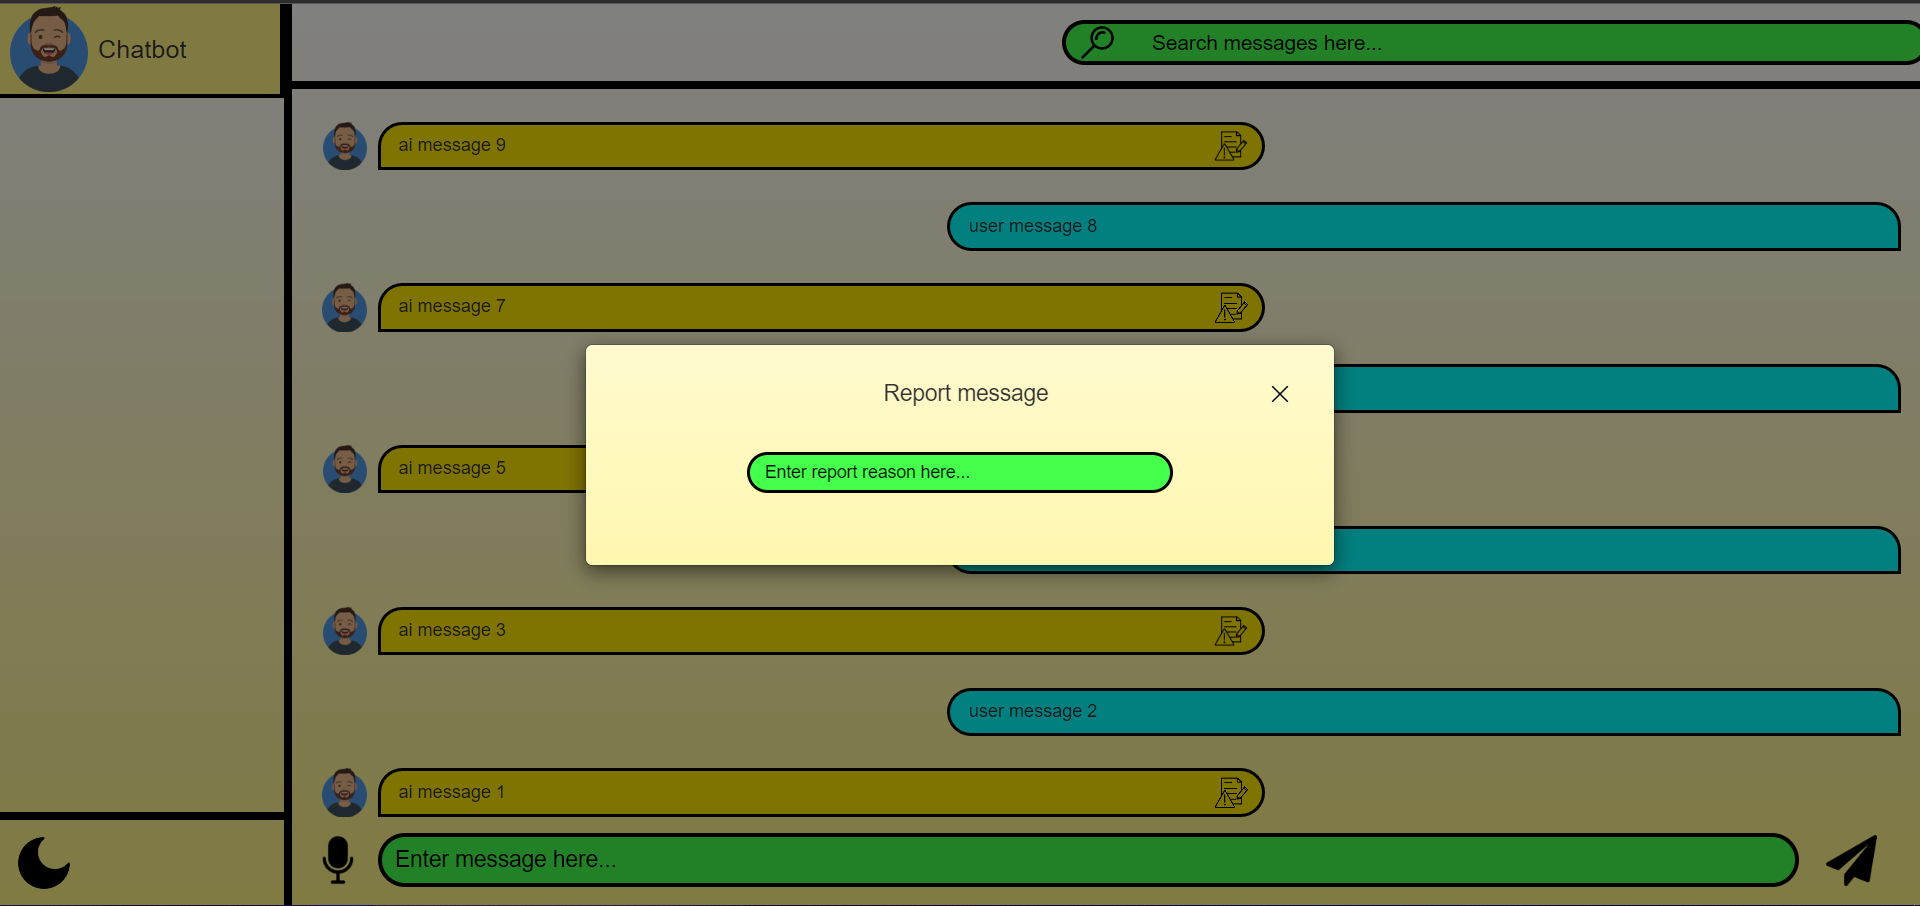 Chatbot
Search messages here...
ai message 9
user message 8
ai message 7
Report message
Enter report reason here...
ai message 5
ai message 3
user message 2
ai message 1
Enter message here...